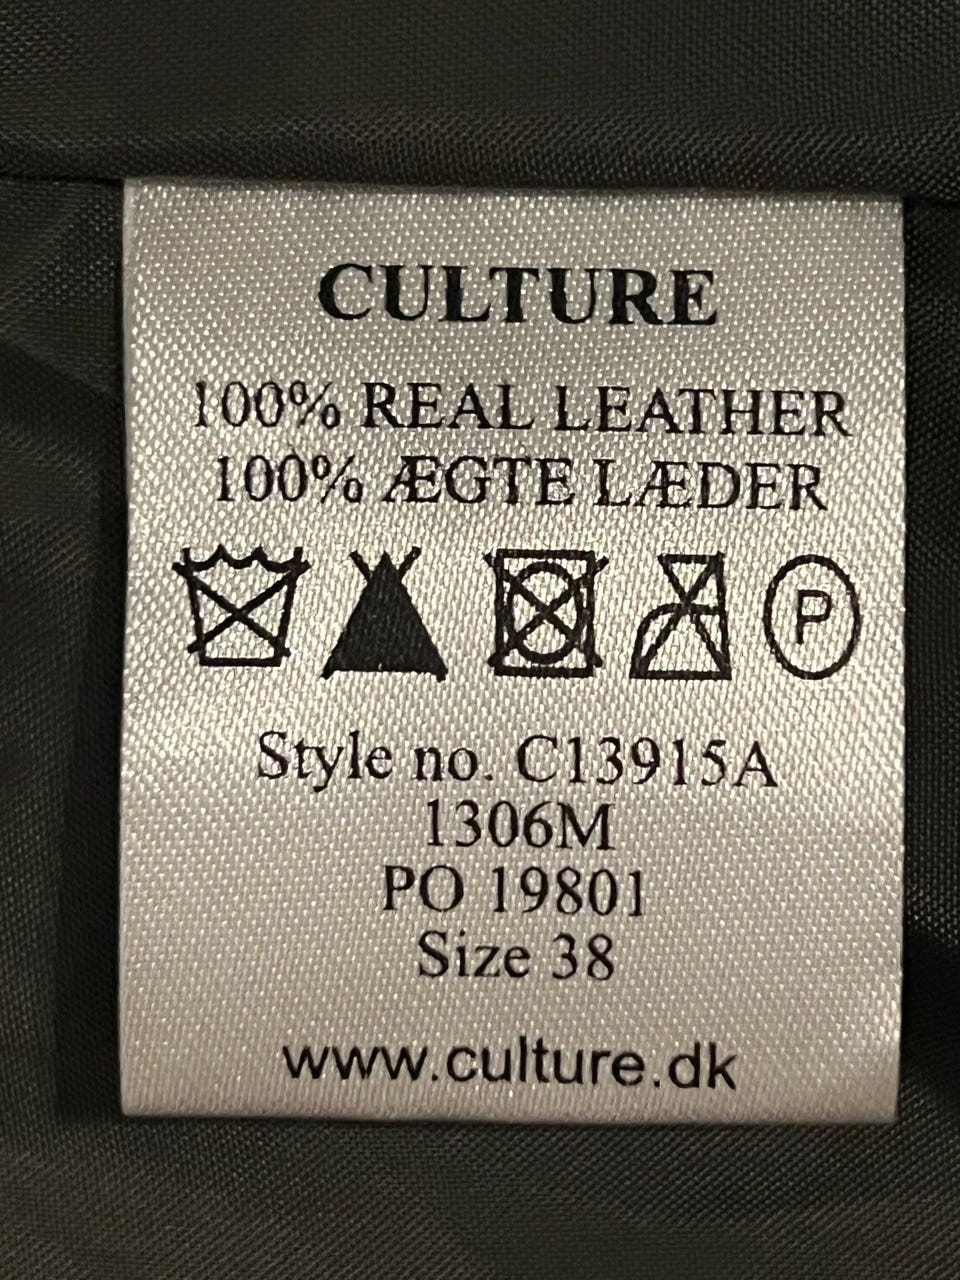 CULTURE
100% REAL LEATHER
100% ÆGTE LÆDER
P
Style no. C13915A
1306M
PO 19801
Size 38
www.culture.dk